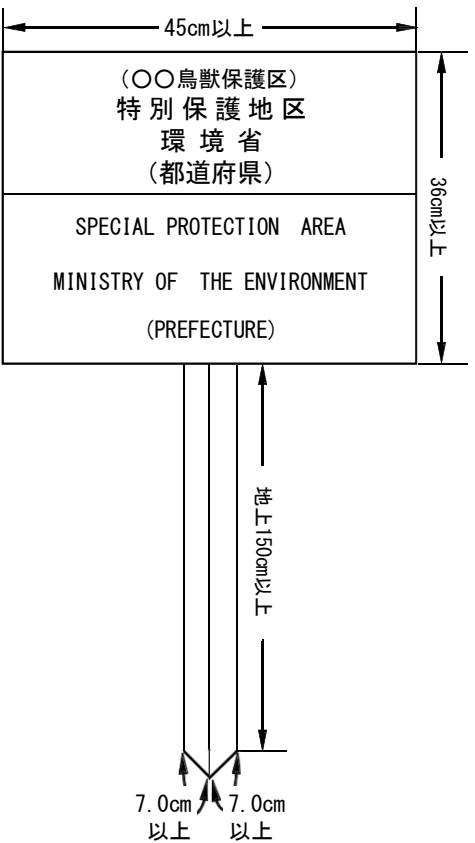 45cm以上
（〇〇鳥獣保護区）
特別保護地区
環境省
（都道府県）
SPECIAL PROTECTION AREA
MINISTRY OF THE ENVIRONMENT
(PREFECTURE)
36cm以上
地上150cm以上
7.0cm
以上
7.0cm
以上